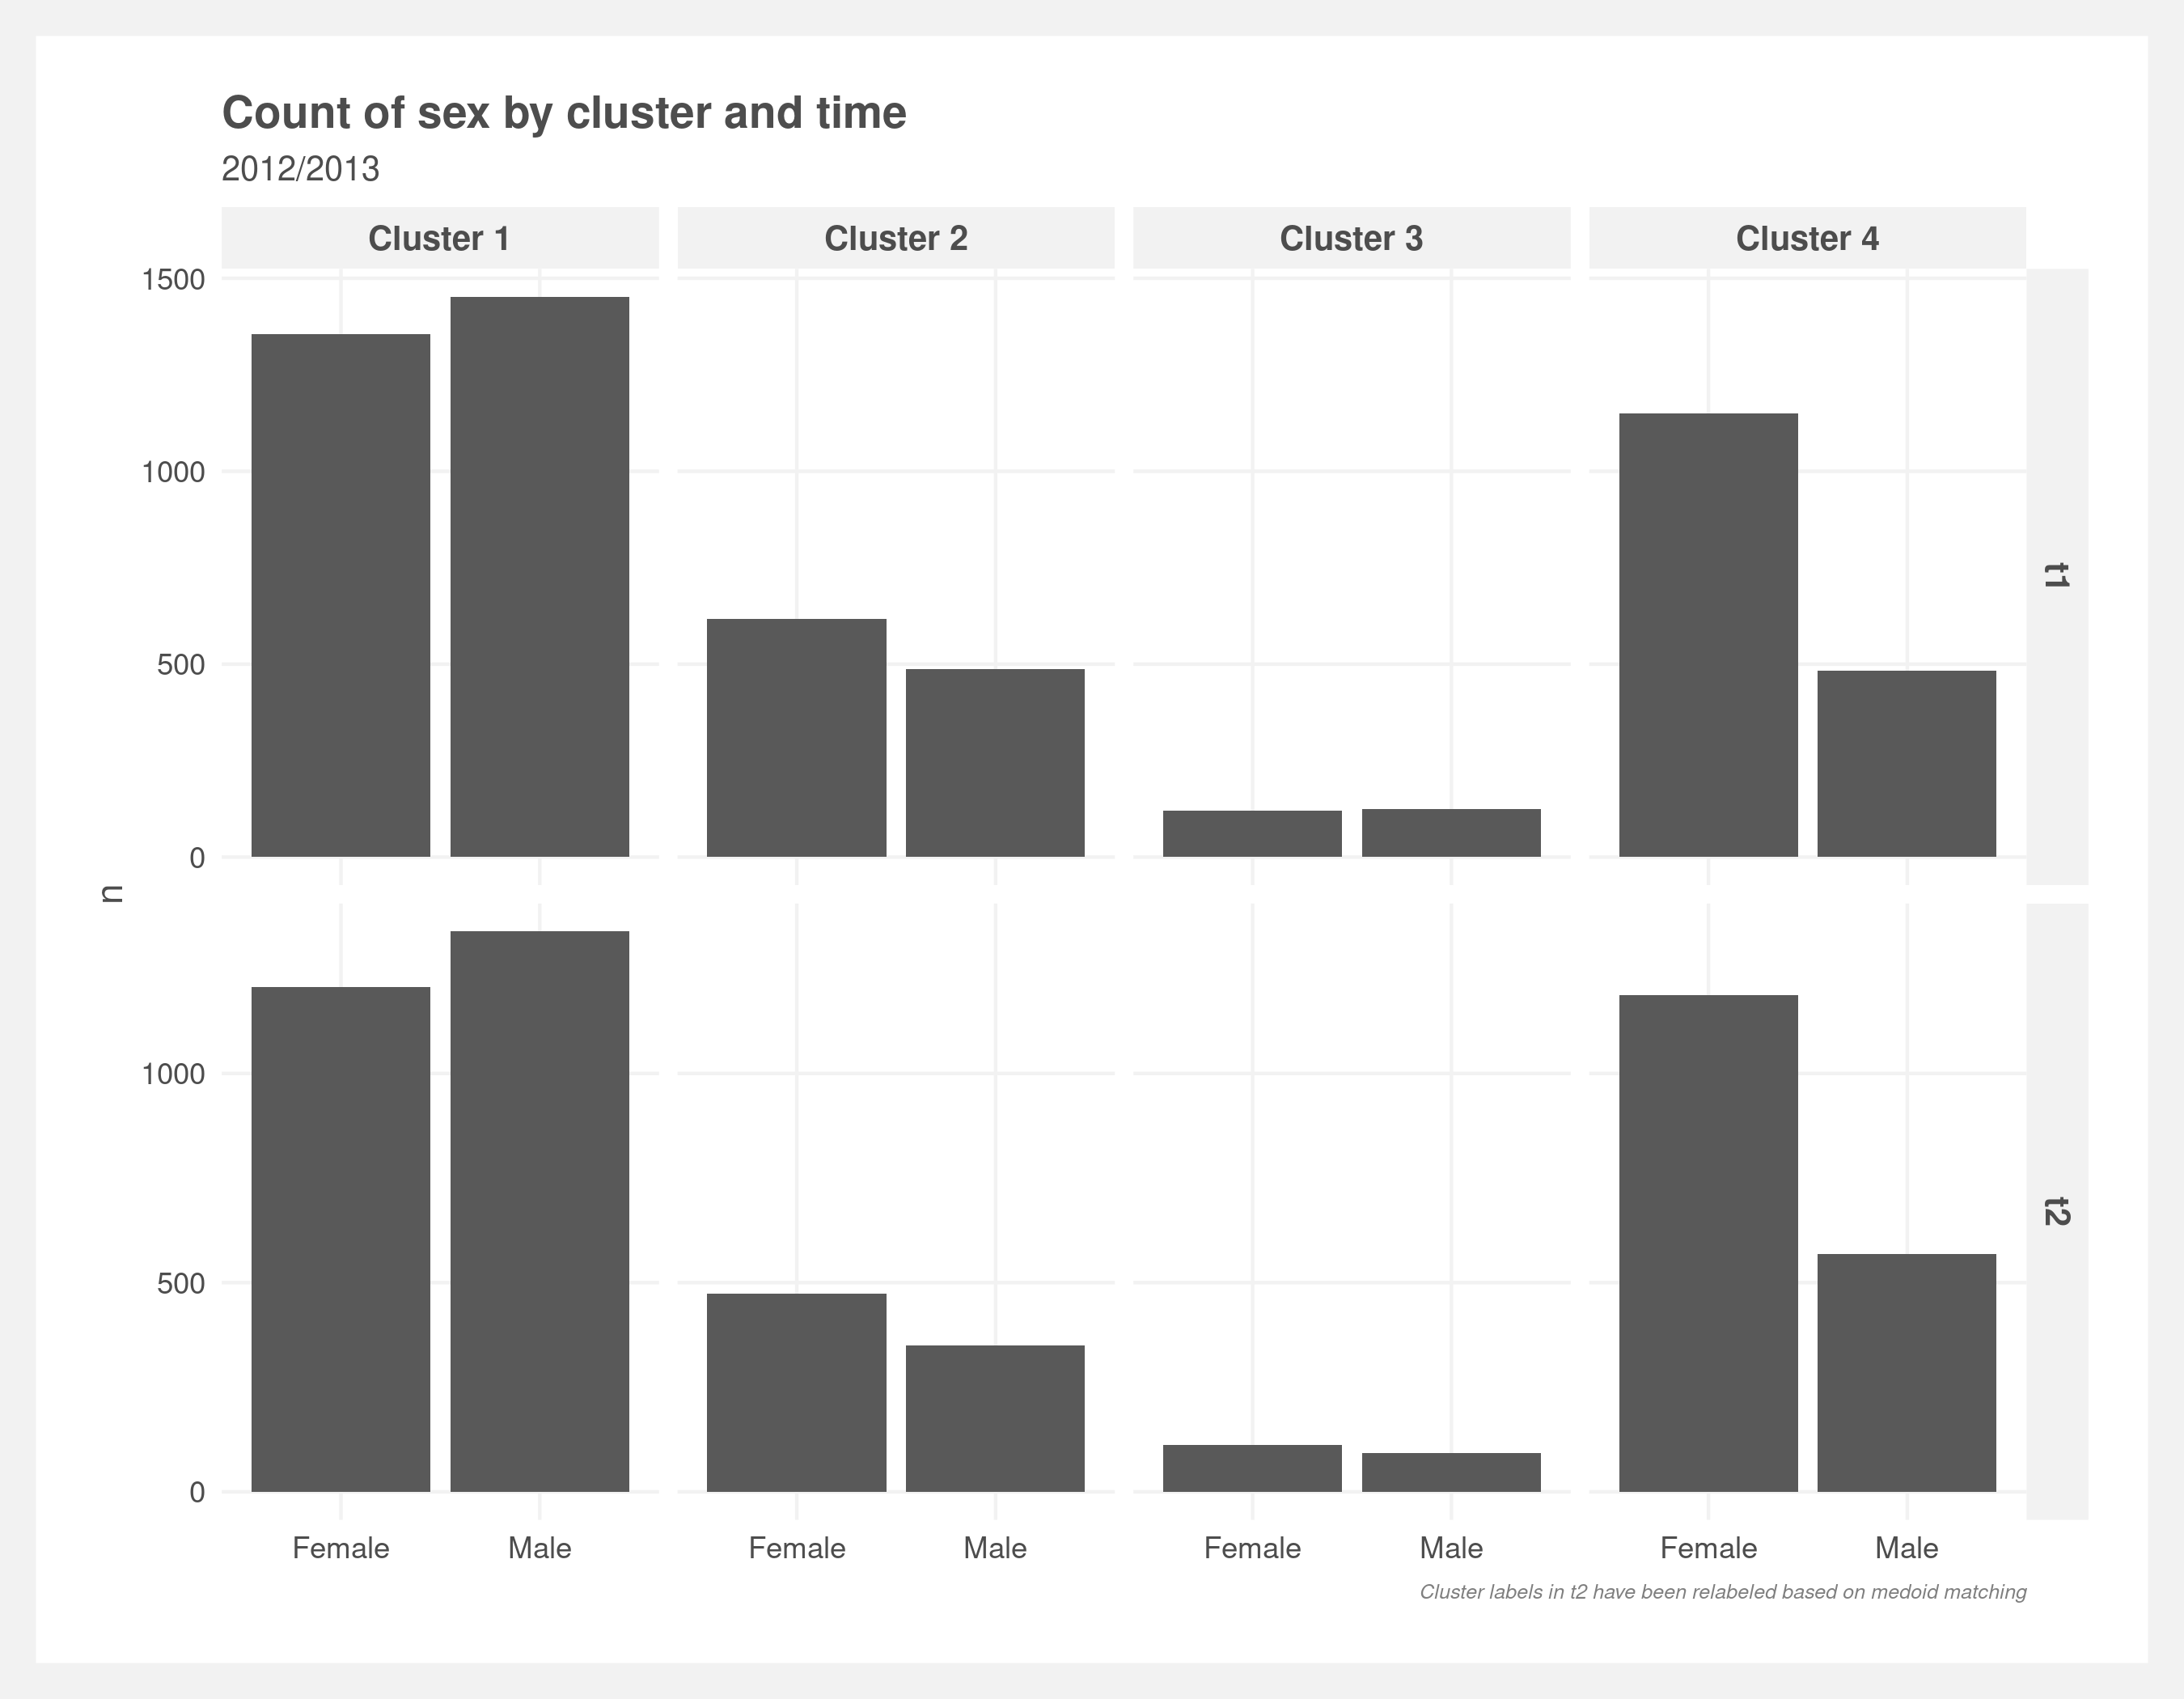 Count of sex by cluster and time
2012/2013
Cluster 1 Cluster 2 Cluster 3 Cluster 4
1500
1000
500
0
t1
n
1000
500
0
t2
Female Male Female Male Female Male Female Male
Cluster labels in t2 have been relabeled based on medoid matching